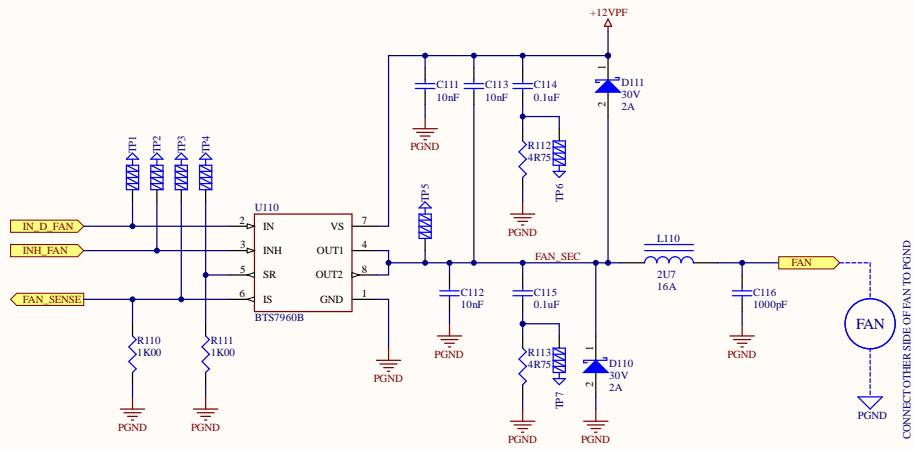 +12VPF
1
D111
30V
2A
2
C111
10nF
C113
10nF
C114
0.1uF
PGND
R112
4R75
TP6
PGND
TP1
TP2
TP3
TP4
TP5
U110
IN_D_FAN
2
IN
VS
7
INH_FAN
3
INH
OUT1
4
5
SR
OUT2
8
FAN_SENSE
6
IS
GND
1
BTS7960B
FAN_SEC
L110
2U7
16A
FAN
C112
10nF
C115
0.1uF
C116
1000pF
FAN
R110
1K00
R111
1K00
PGND
PGND
R113
4R75
TP7
1
D110
30V
2A
2
PGND
PGND
PGND
PGND
PGND
PGND
PGND
CONNECT OTHER SIDE OF FAN TO PGND